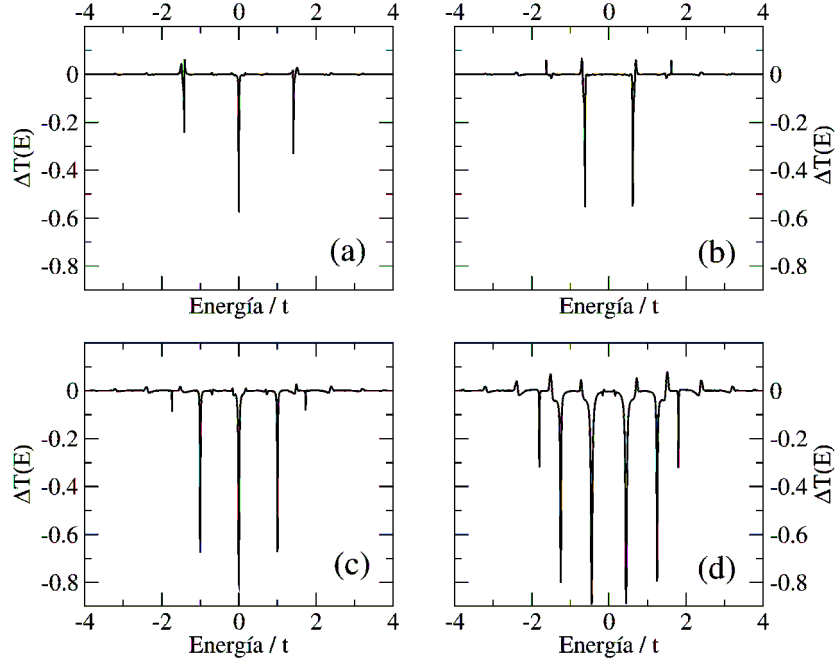 -4 -2 0 2 4 -4 -2 0 2 4
0 0
-0.2 -0.2
ΔT(E) ΔT(E)
-0.4 -0.4
-0.6 -0.6
-0.8 (a) (b) -0.8
Energía / t Energía / t
0 0
-0.2 -0.2
ΔT(E) ΔT(E)
-0.4 -0.4
-0.6 -0.6
-0.8 (c) (d) -0.8
-4 -2 0 2 4 -4 -2 0 2 4
Energía / t Energía / t